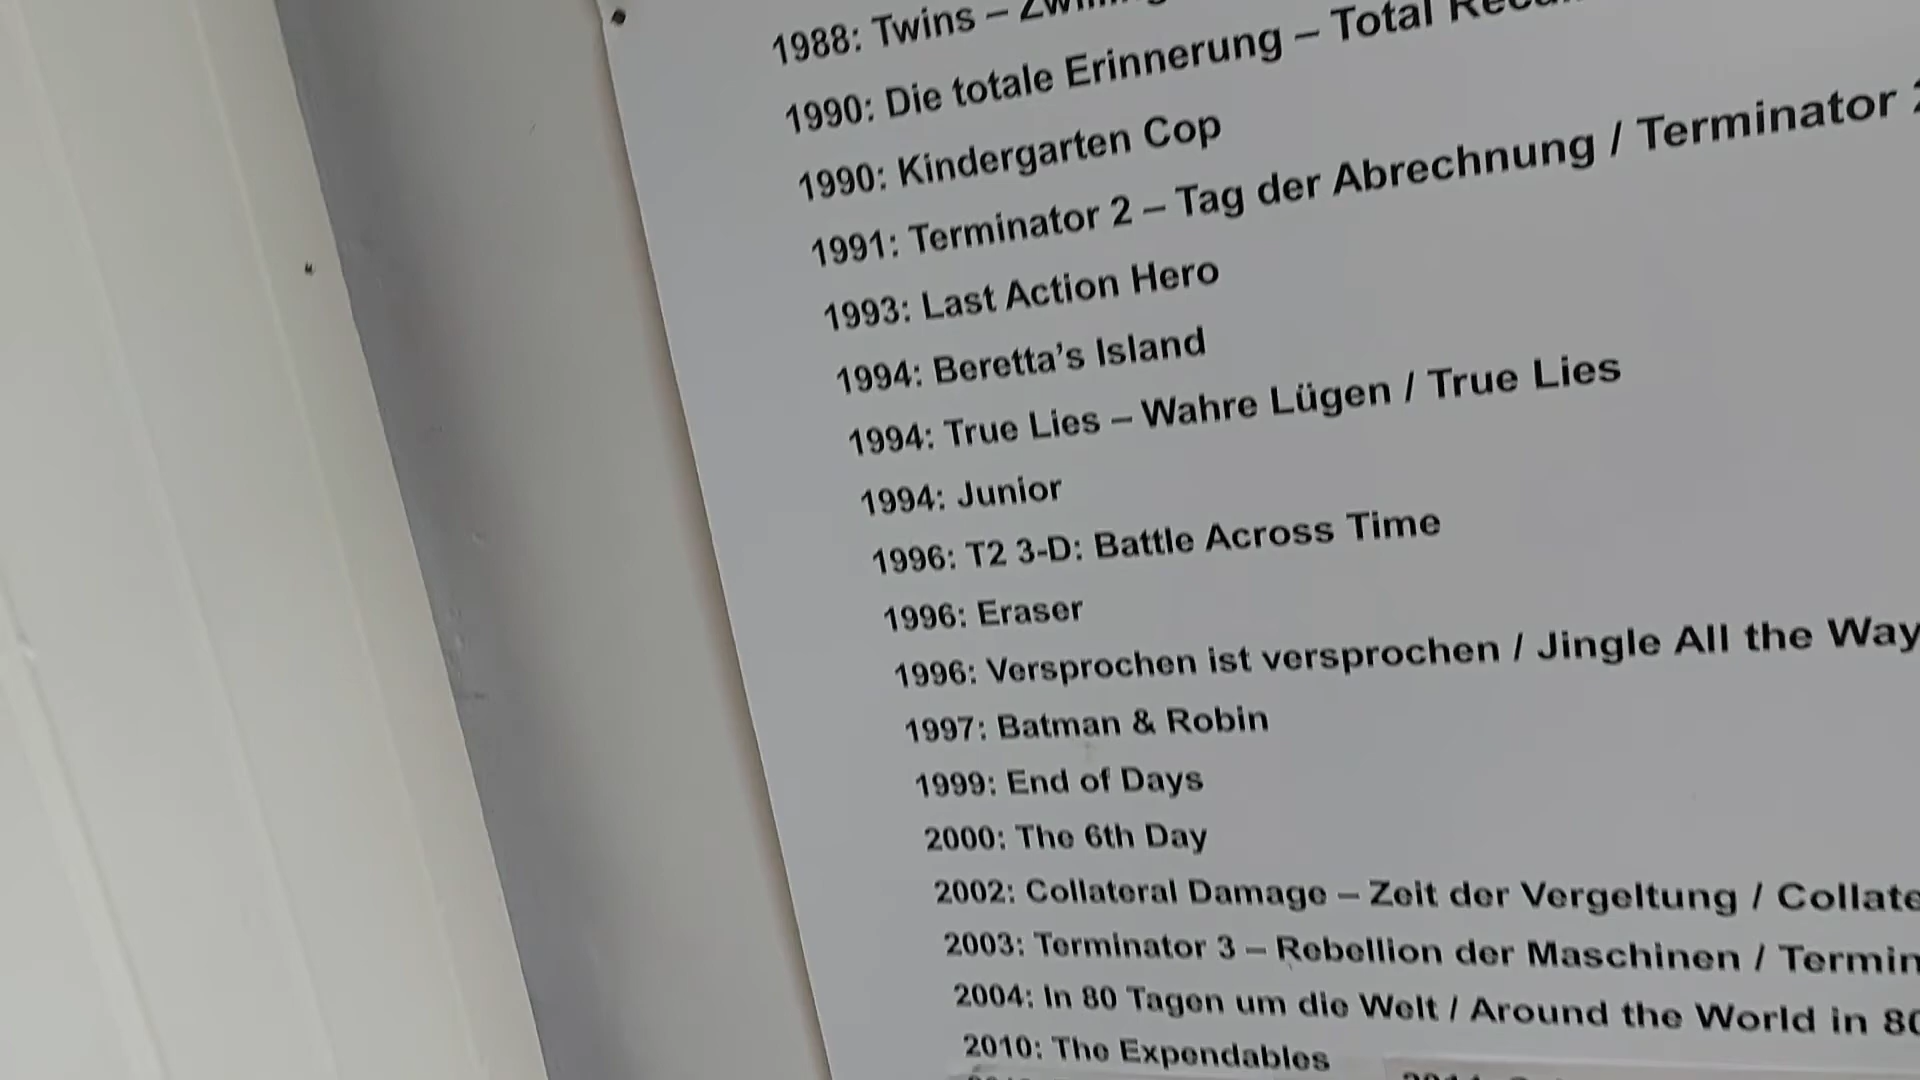 1988: Twins –
1990: Die totale Erinnerung – Total
1990: Kindergarten Cop
1991: Terminator 2 – Tag der Abrechnung / Terminator
1993: Last Action Hero
1994: Beretta’s Island
1994: True Lies – Wahre Lügen / True Lies
1994: Junior
1996: T2 3-D: Battle Across Time
1996: Eraser
1996: Versprochen ist versprochen / Jingle All the Way
1997: Batman & Robin
1999: End of Days
2000: The 6th Day
2002: Collateral Damage – Zeit der Vergeltung / Collate
2003: Terminator 3 – Rebellion der Maschinen / Termin
2004: In 80 Tagen um die Welt / Around the World in 80
2010: The Expendables